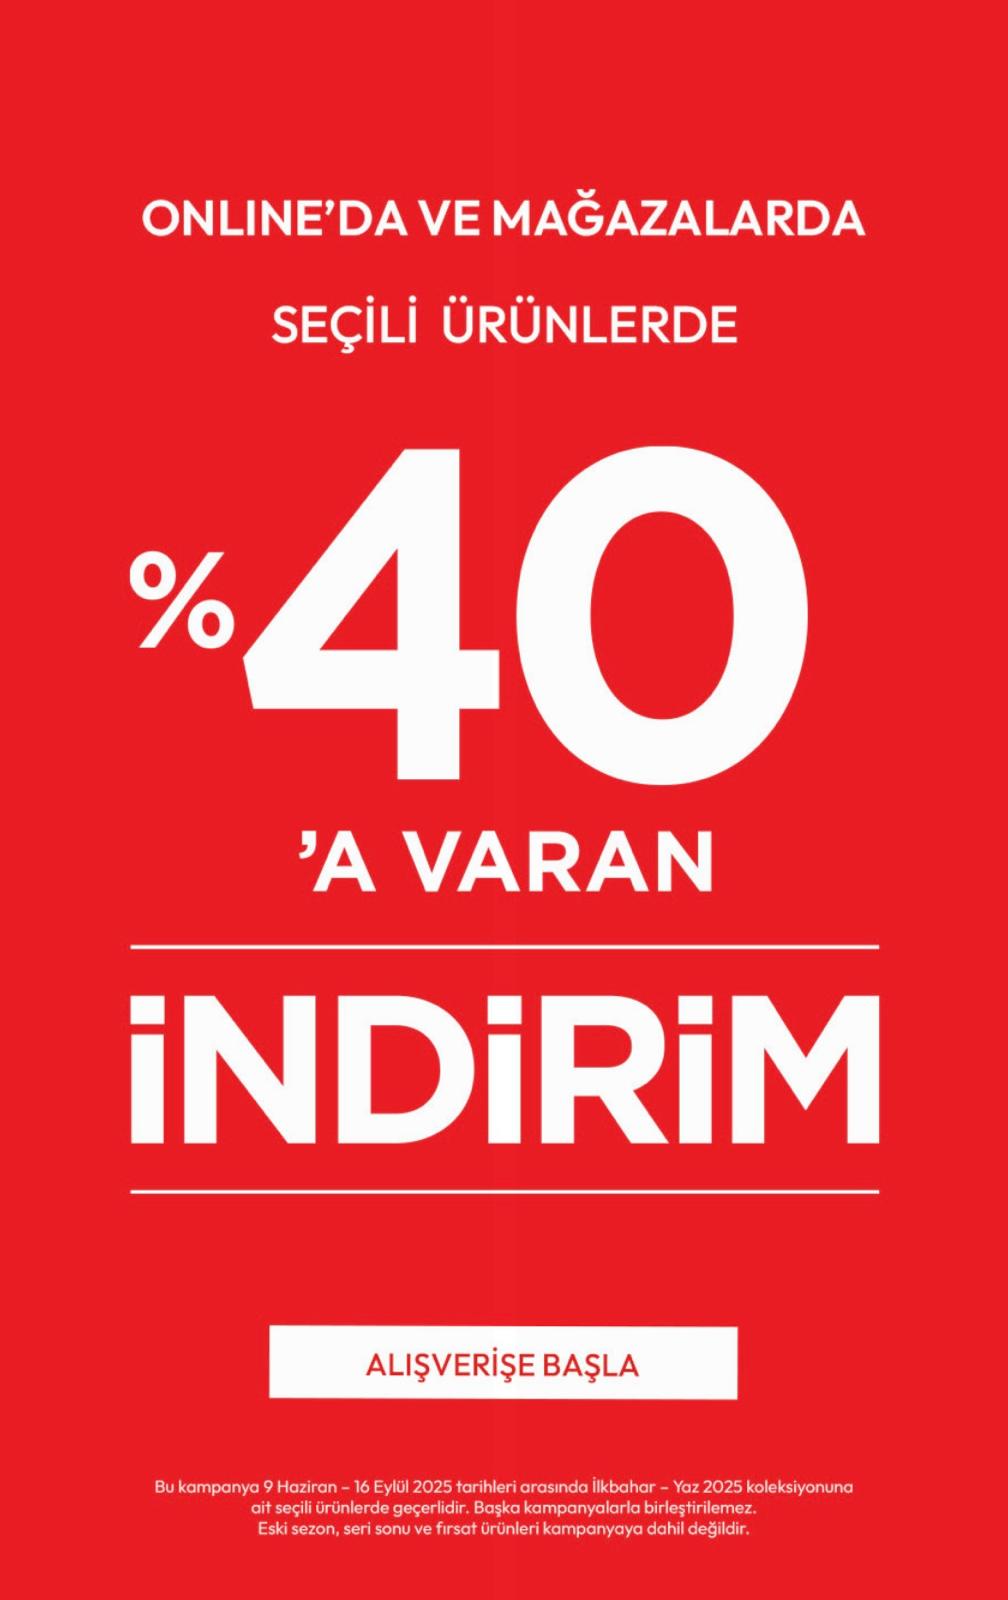 ONLINE’DA VE MAĞAZALARDA
SEÇİLİ ÜRÜNLERDE
%40
’A VARAN
İNDİRİM
ALIŞVERİŞE BAŞLA
Bu kampanya 9 Haziran – 16 Eylül 2025 tarihleri arasında İlkbahar – Yaz 2025 koleksiyonuna
ait seçili ürünlerde geçerlidir. Başka kampanyalarla birleştirilemez.
Eski sezon, seri sonu ve fırsat ürünleri kampanyaya dahil değildir.